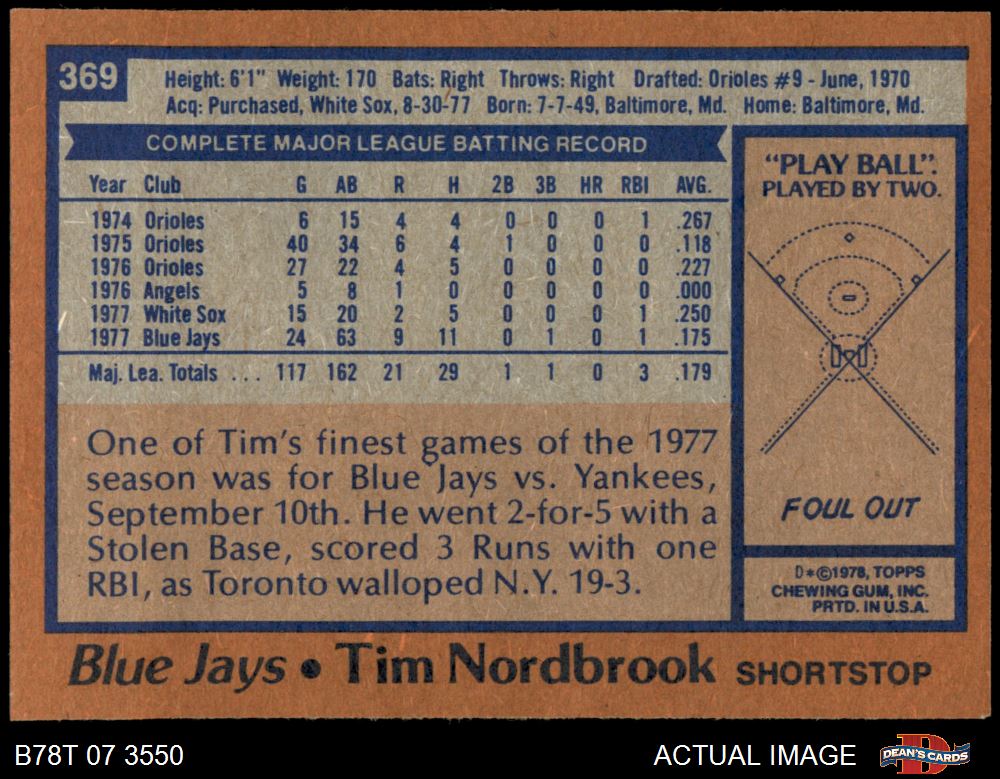 369
Height: 6'1" Weight: 170 Bats: Right Throws: Right Drafted: Orioles #9 - June, 1970
Acq: Purchased, White Sox, 8-30-77 Born: 7-7-49, Baltimore, Md. Home: Baltimore, Md.
COMPLETE MAJOR LEAGUE BATTING RECORD
Year Club G AB R H 2B 3B HR RBI AVG.
1974 Orioles 6 15 4 4 0 0 0 1 .267
1975 Orioles 40 34 6 4 1 0 0 0 .118
1976 Orioles 27 22 4 5 0 0 0 0 .227
1976 Angels 5 8 1 0 0 0 0 0 .000
1977 White Sox 15 20 2 5 0 0 0 1 .250
1977 Blue Jays 24 63 9 11 0 1 0 1 .175
Maj. Lea. Totals ... 117 162 21 29 1 1 0 3 .179
One of Tim's finest games of the 1977
season was for Blue Jays vs. Yankees,
September 10th. He went 2-for-5 with a
Stolen Base, scored 3 Runs with one
RBI, as Toronto walloped N.Y. 19-3.
"PLAY BALL":
PLAYED BY TWO.
FOUL OUT
D*©1978, TOPPS
CHEWING GUM, INC.
PRTD. IN U.S.A.
Blue Jays • Tim Nordbrook SHORTSTOP
B78T 07 3550
ACTUAL IMAGE
DEAN'S CARDS